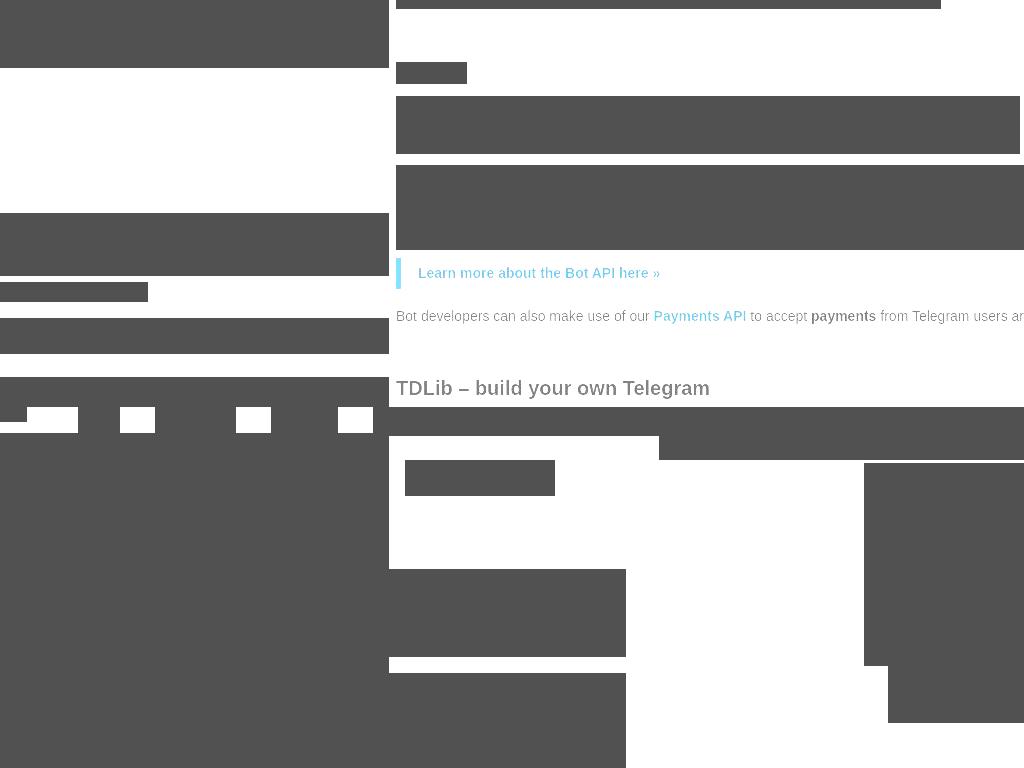 Learn more about the Bot API here »
Bot developers can also make use of our Payments API to accept payments from Telegram users
TDLib – build your own Telegram